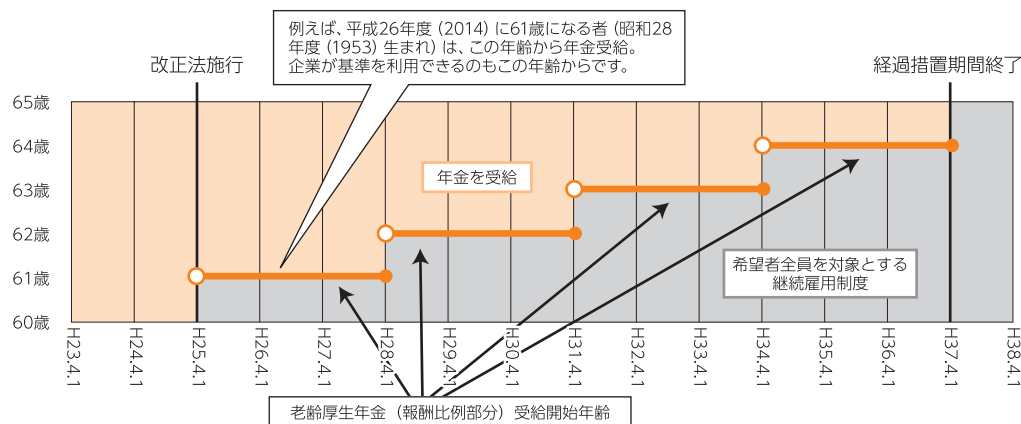 例えば、平成26年度（2014）に61歳になる者（昭和28
年度（1953）生まれ）は、この年齢から年金受給。
企業が基準を利用できるのもこの年齢からです。
改正法施行
経過措置期間終了
65歳
64歳
63歳
62歳
61歳
60歳
年金を受給
希望者全員を対象とする
継続雇用制度
H23.4.1
H24.4.1
H25.4.1
H26.4.1
H27.4.1
H28.4.1
H29.4.1
H30.4.1
H31.4.1
H32.4.1
H33.4.1
H34.4.1
H35.4.1
H36.4.1
H37.4.1
H38.4.1
老齢厚生年金（報酬比例部分）受給開始年齢